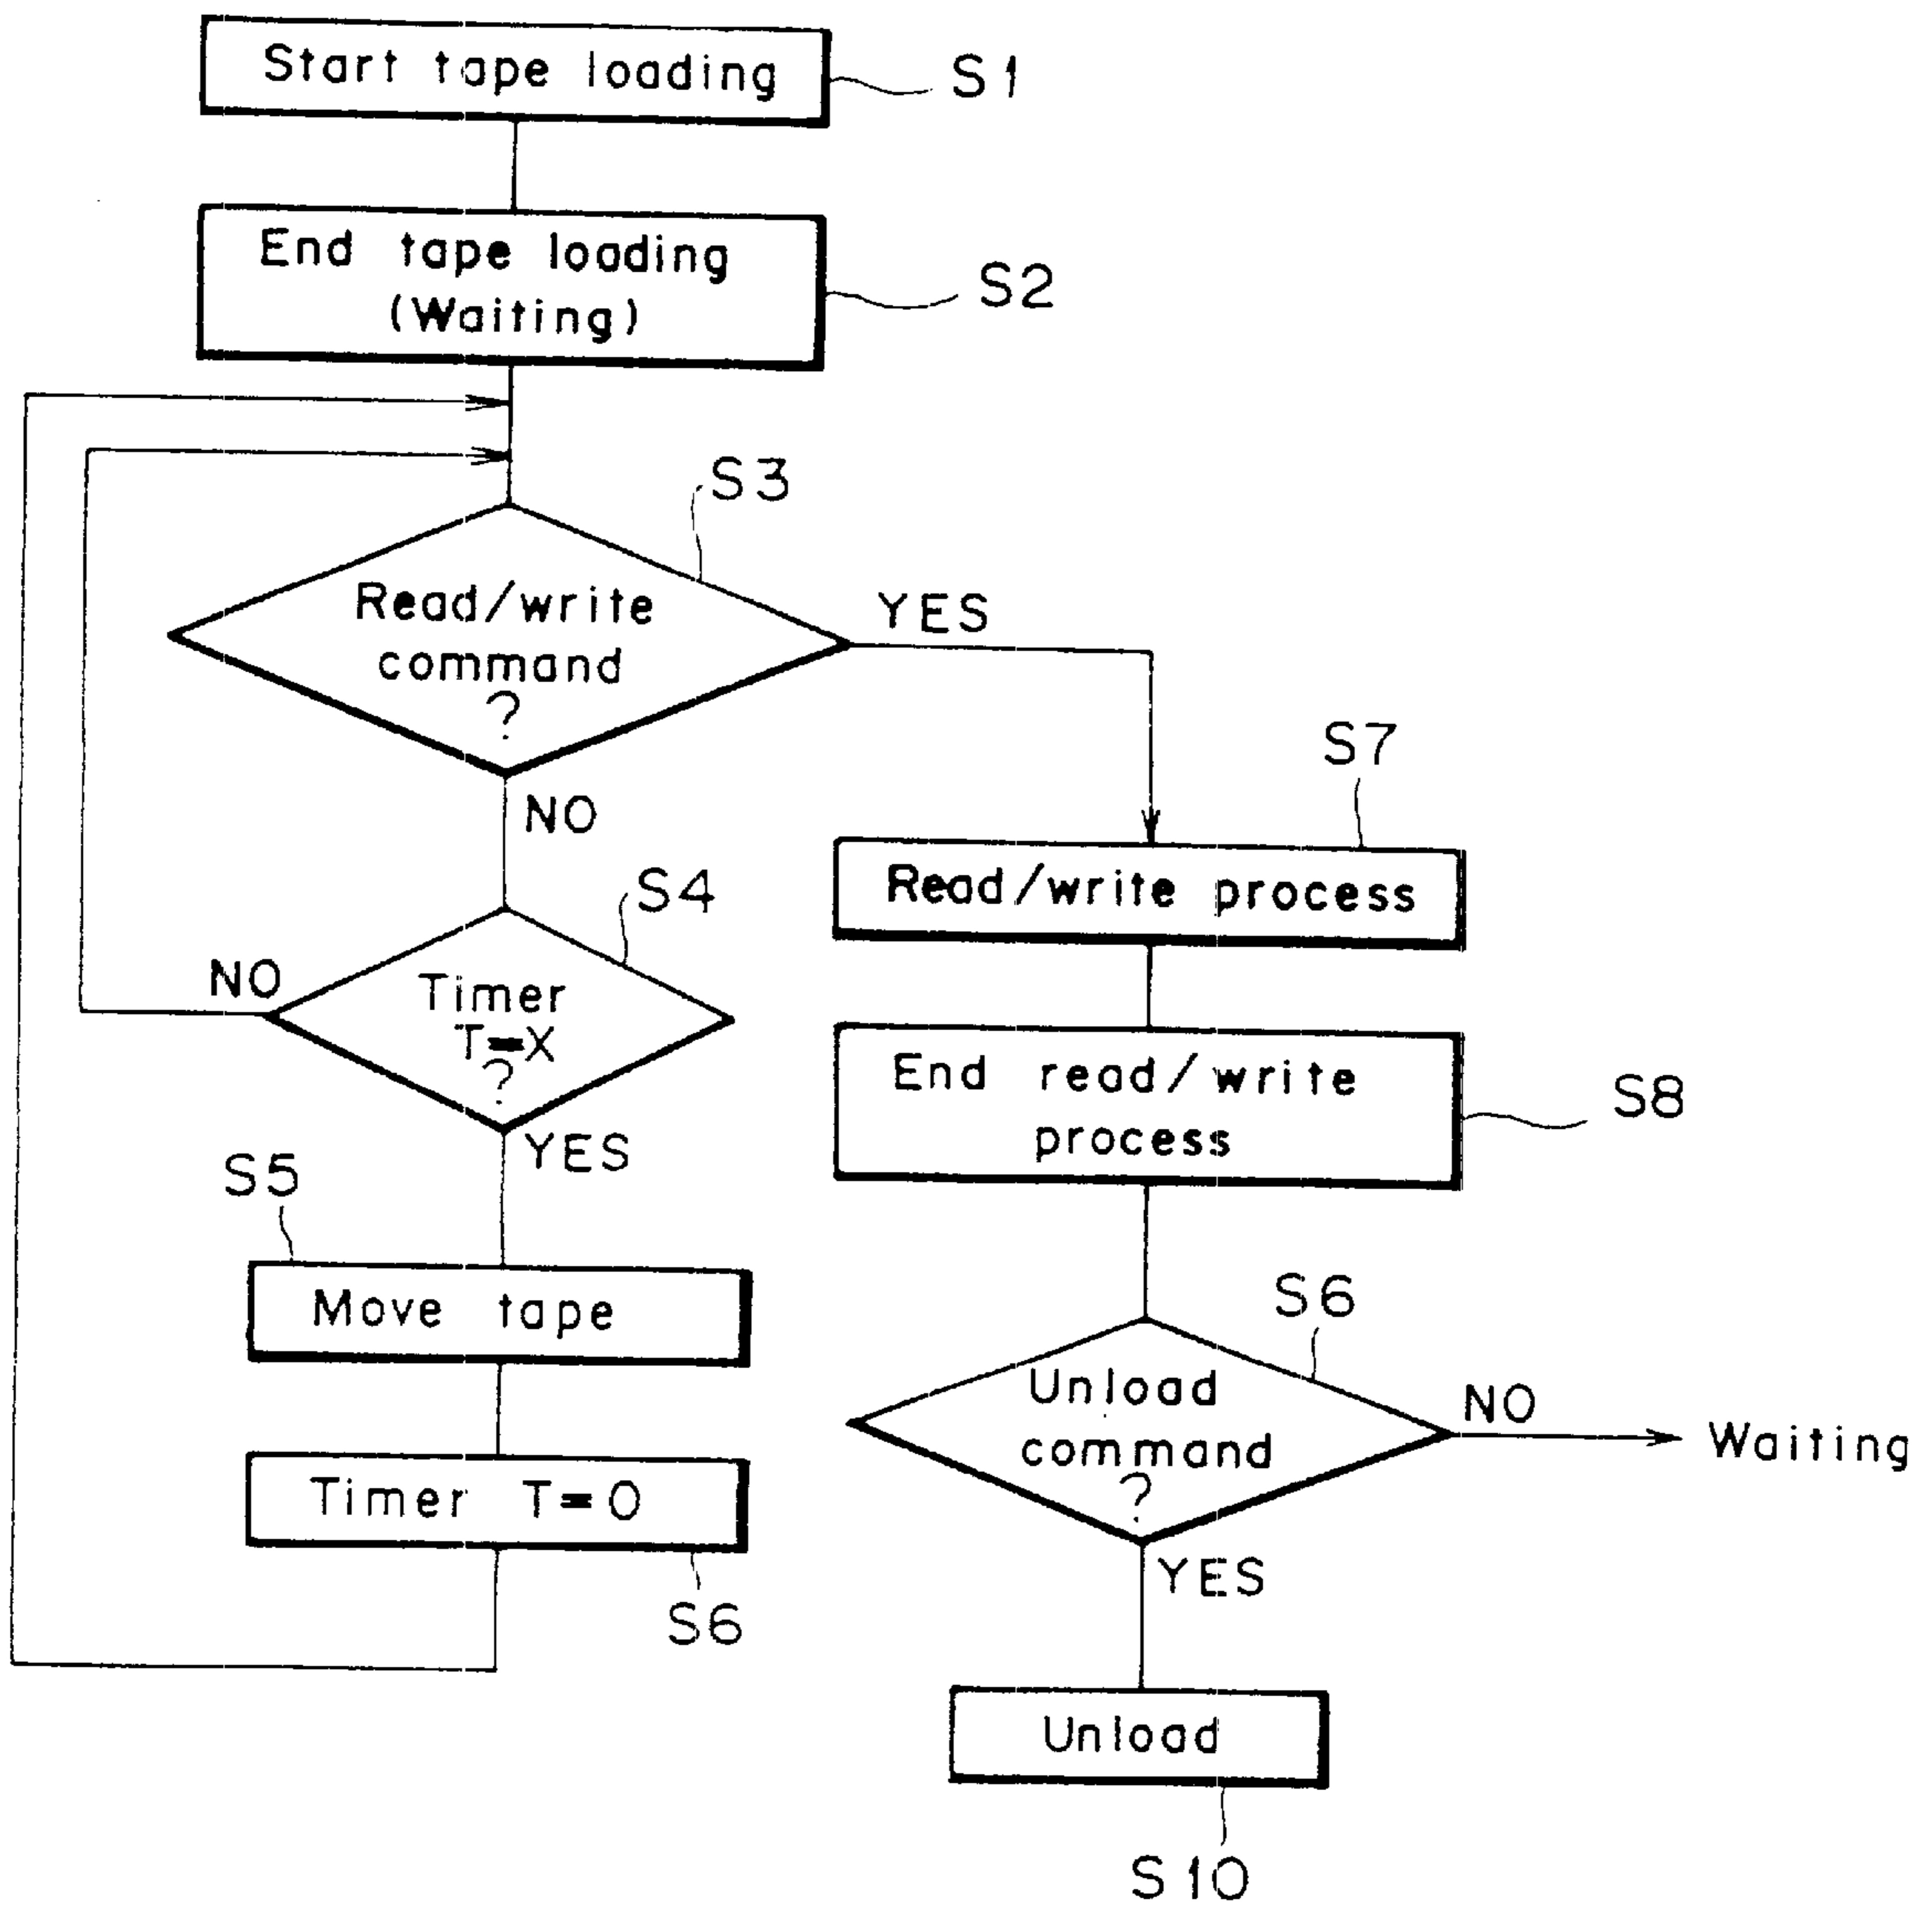 Start tape loading
S1
End tape loading
(Waiting)
S2
S3
Read/write
command
?
YES
NO
S4
Timer
T=X
?
NO
YES
S5
Move tape
Timer T=0
S6
S7
Read/write process
End read/write
process
S8
S6
Unload
command
?
NO
Waiting
YES
Unload
S10